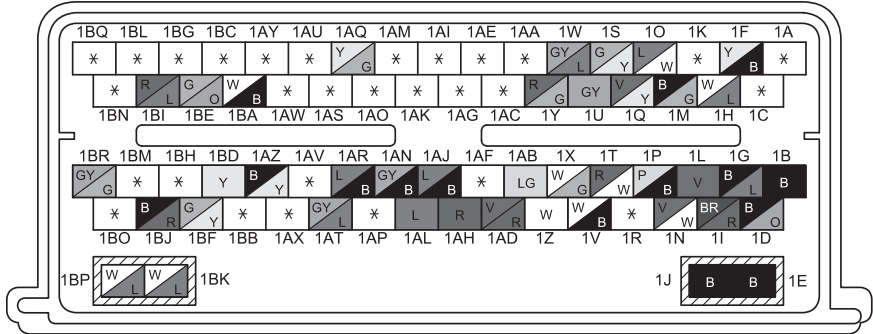 1BQ 1BL 1BG 1BC 1AY 1AU 1AQ 1AM 1AI 1AE 1AA 1W 1S 1O 1K 1F 1A
* * * * * * Y G * * * * GY L G Y L W * Y B *
* R L G O W B * * * * * * R G GY V Y B G W L *
1BN 1BI 1BE 1BA 1AW 1AS 1AO 1AK 1AG 1AC 1Y 1U 1Q 1M 1H 1C
1BR 1BM 1BH 1BD 1AZ 1AV 1AR 1AN 1AJ 1AF 1AB 1X 1T 1P 1L 1G 1B
GY G * * Y B Y * L B GY B L B * LG W G R W P B V B L B
* B R G Y * * GY L * L R V R W W B * V W BR R B O
1BO 1BJ 1BF 1BB 1AX 1AT 1AP 1AL 1AH 1AD 1Z 1V 1R 1N 1I 1D
1BP W L W L 1BK 1J B B 1E